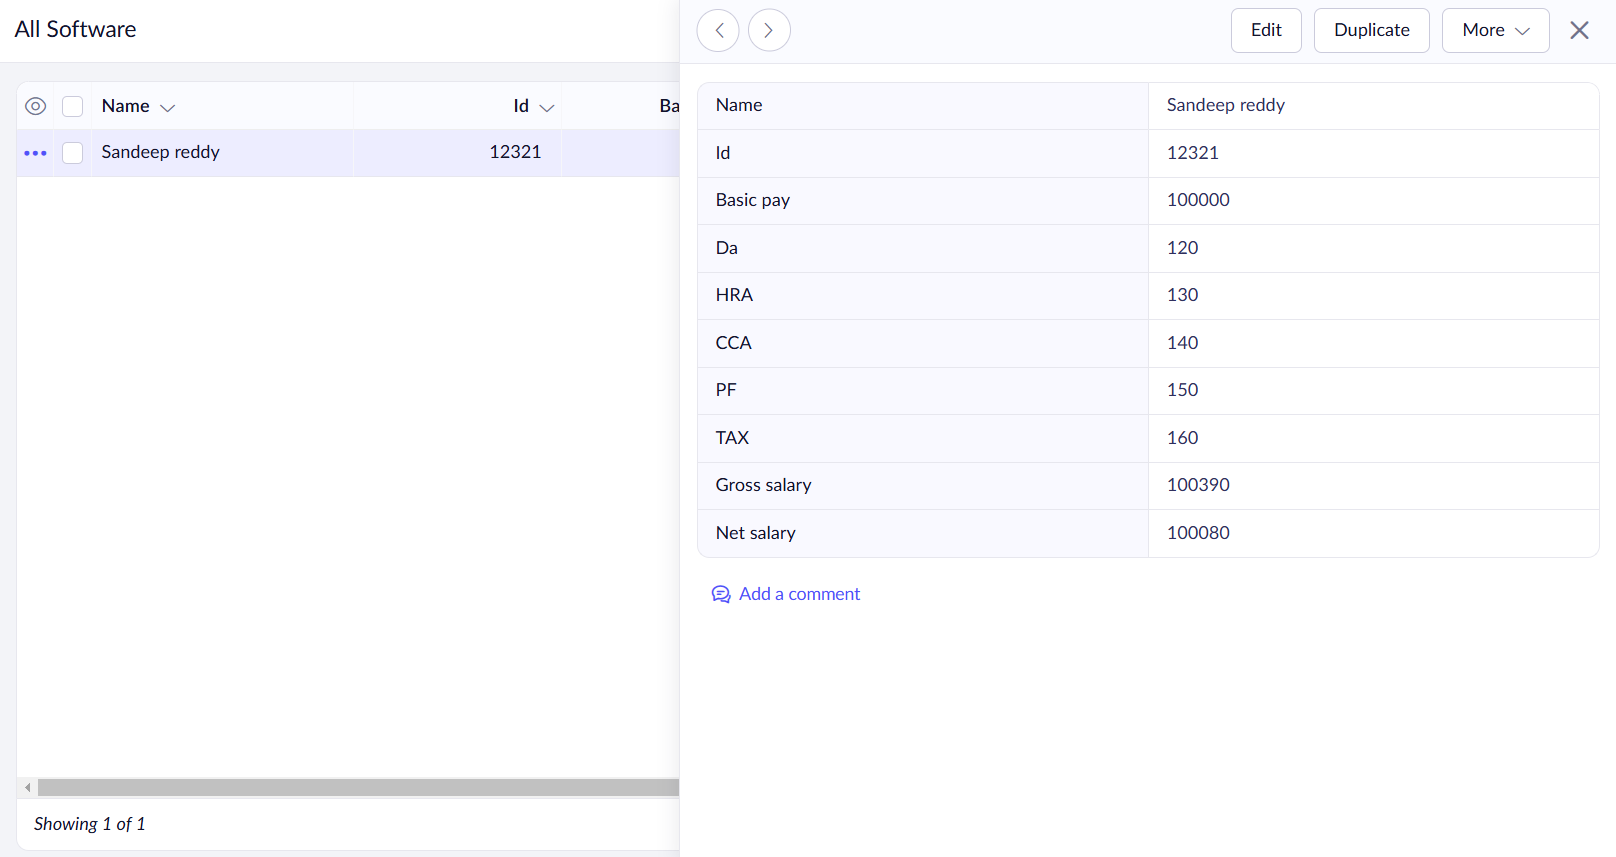 All Software
Name Id Ba
Sandeep reddy 12321
Showing 1 of 1
Edit Duplicate More
Name Sandeep reddy
Id 12321
Basic pay 100000
Da 120
HRA 130
CCA 140
PF 150
TAX 160
Gross salary 100390
Net salary 100080
Add a comment